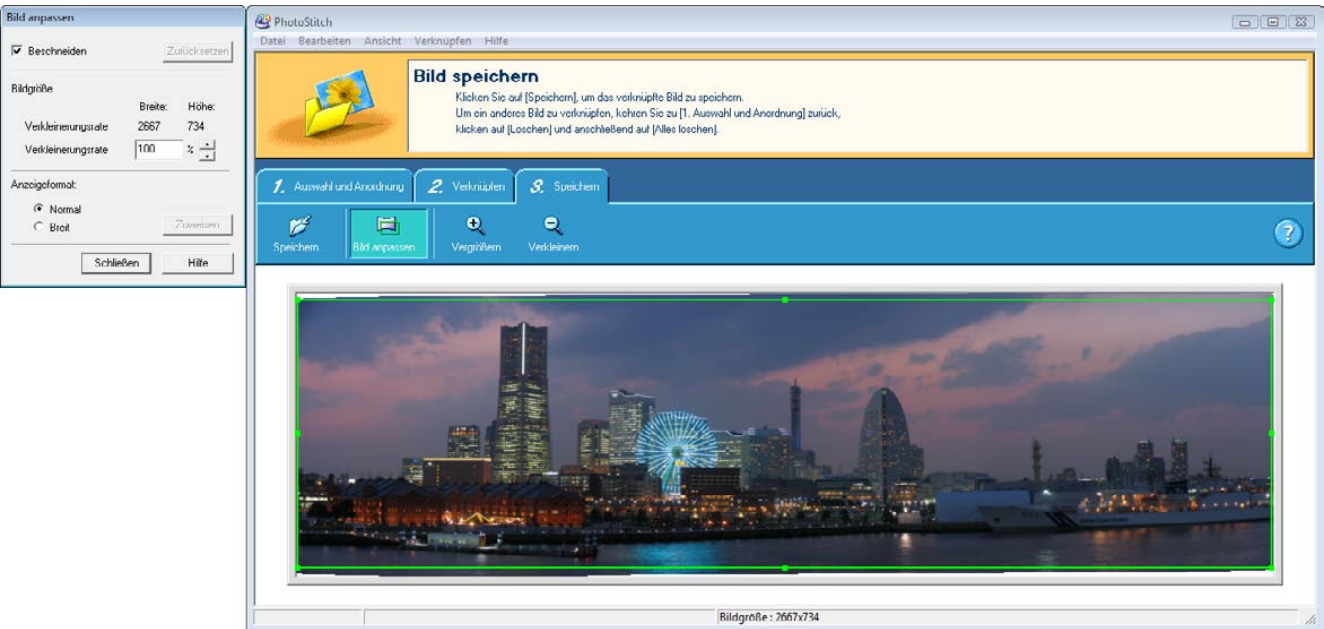 Bild anpassen
Beschneiden
Zurücksetzen
Bildgröße
Breite: Höhe:
Verkleinerungsrate 2667 734
Verkleinerungsrate 100 %
Anzeigeformat:
Normal
Breit
Zuweisen
Schließen Hilfe
PhotoStitch
Datei Bearbeiten Ansicht Verknüpfen Hilfe
Bild speichern
Klicken Sie auf [Speichern], um das verknüpfte Bild zu speichern.
Um ein anderes Bild zu verknüpfen, kehren Sie zu [1. Auswahl und Anordnung] zurück,
klicken auf [Löschen] und anschließend auf [Alles löschen].
1. Auswahl und Anordnung 2. Verknüpfen 3. Speichern
Speichern Bild anpassen Vergrößern Verkleinern
?
Bildgröße : 2667x734